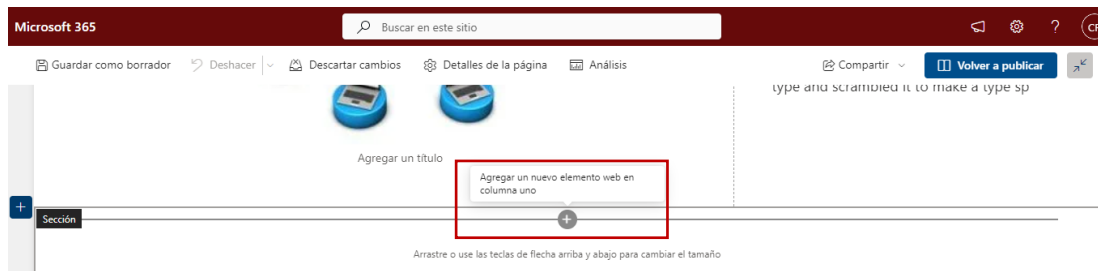 Microsoft 365
Buscar en este sitio
?
CF
Guardar como borrador
Deshacer
Descartar cambios
Detalles de la página
Análisis
Compartir
Volver a publicar
type and scrambled it to make a type sp
Agregar un título
Agregar un nuevo elemento web en
columna uno
Sección
Arrastre o use las teclas de flecha arriba y abajo para cambiar el tamaño